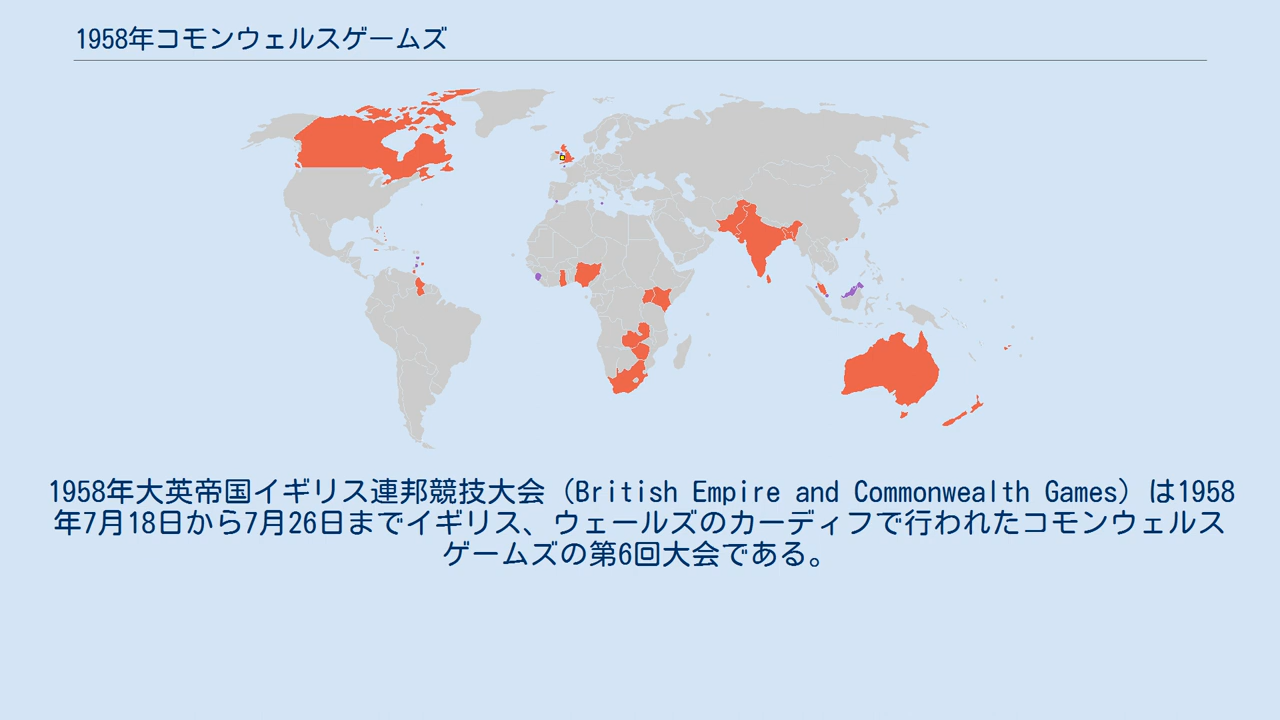 1958年コモンウェルスゲームズ
1958年大英帝国イギリス連邦競技大会（British Empire and Commonwealth Games）は1958
年7月18日から7月26日までイギリス、ウェールズのカーディフで行われたコモンウェルス
ゲームズの第6回大会である。